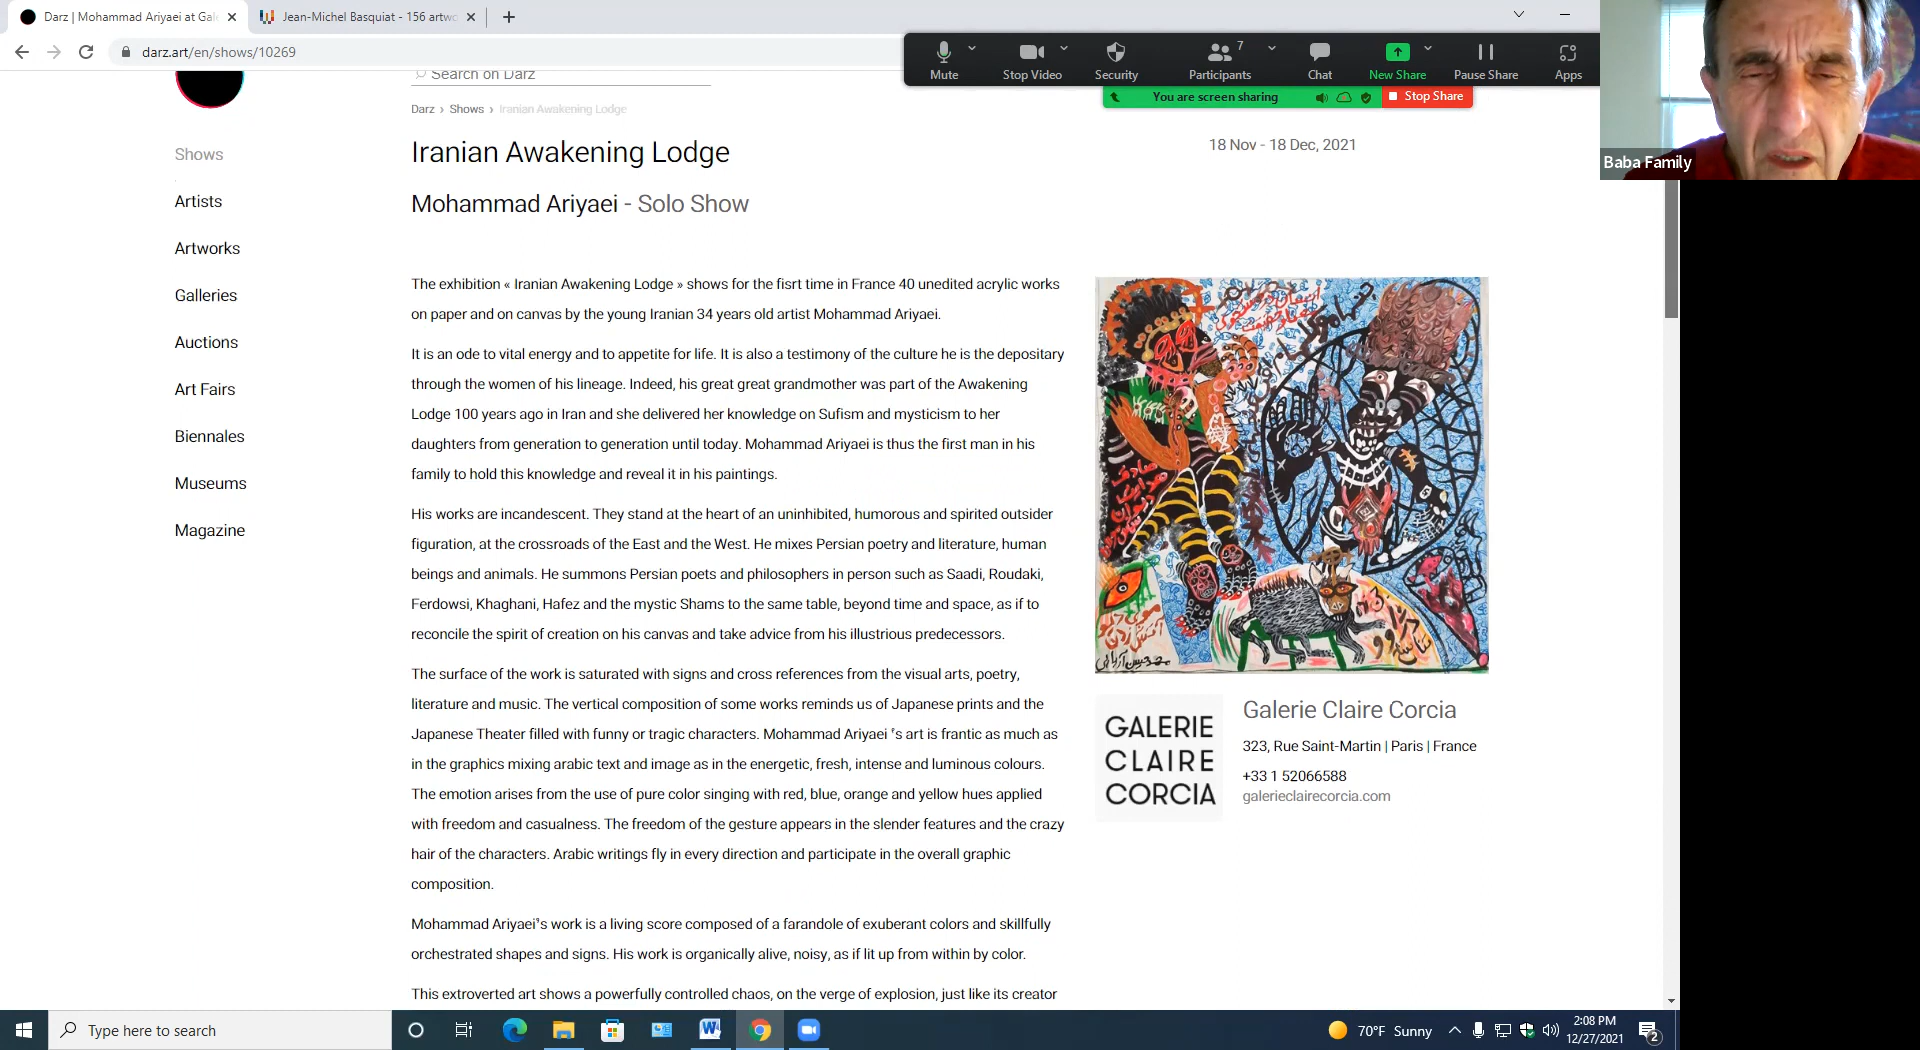 Darz | Mohammad Ariyaei at Gal
Jean-Michel Basquiat - 156 artwo
darz.art/en/shows/10269
Mute
Stop Video
Security
7
Participants
Chat
New Share
Pause Share
Apps
You are screen sharing
Stop Share
Baba Family
Search on Darz
Darz › Shows › Iranian Awakening Lodge
Shows
Artists
Artworks
Galleries
Auctions
Art Fairs
Biennales
Museums
Magazine
Iranian Awakening Lodge
18 Nov - 18 Dec, 2021
Mohammad Ariyaei - Solo Show
The exhibition « Iranian Awakening Lodge » shows for the fisrt time in France 40 unedited acrylic works
on paper and on canvas by the young Iranian 34 years old artist Mohammad Ariyaei.
It is an ode to vital energy and to appetite for life. It is also a testimony of the culture he is the depositary
through the women of his lineage. Indeed, his great great grandmother was part of the Awakening
Lodge 100 years ago in Iran and she delivered her knowledge on Sufism and mysticism to her
daughters from generation to generation until today. Mohammad Ariyaei is thus the first man in his
family to hold this knowledge and reveal it in his paintings.
His works are incandescent. They stand at the heart of an uninhibited, humorous and spirited outsider
figuration, at the crossroads of the East and the West. He mixes Persian poetry and literature, human
beings and animals. He summons Persian poets and philosophers in person such as Saadi, Roudaki,
Ferdowsi, Khaghani, Hafez and the mystic Shams to the same table, beyond time and space, as if to
reconcile the spirit of creation on his canvas and take advice from his illustrious predecessors.
The surface of the work is saturated with signs and cross references from the visual arts, poetry,
literature and music. The vertical composition of some works reminds us of Japanese prints and the
Japanese Theater filled with funny or tragic characters. Mohammad Ariyaei 's art is frantic as much as
in the graphics mixing arabic text and image as in the energetic, fresh, intense and luminous colours.
The emotion arises from the use of pure color singing with red, blue, orange and yellow hues applied
with freedom and casualness. The freedom of the gesture appears in the slender features and the crazy
hair of the characters. Arabic writings fly in every direction and participate in the overall graphic
composition.
Mohammad Ariyaei's work is a living score composed of a farandole of exuberant colors and skillfully
orchestrated shapes and signs. His work is organically alive, noisy, as if lit up from within by color.
This extroverted art shows a powerfully controlled chaos, on the verge of explosion, just like its creator
GALERIE
CLAIRE
CORCIA
Galerie Claire Corcia
323, Rue Saint-Martin | Paris | France
+33 1 52066588
galerieclairecorcia.com
Type here to search
70°F Sunny
2:08 PM
12/27/2021
2